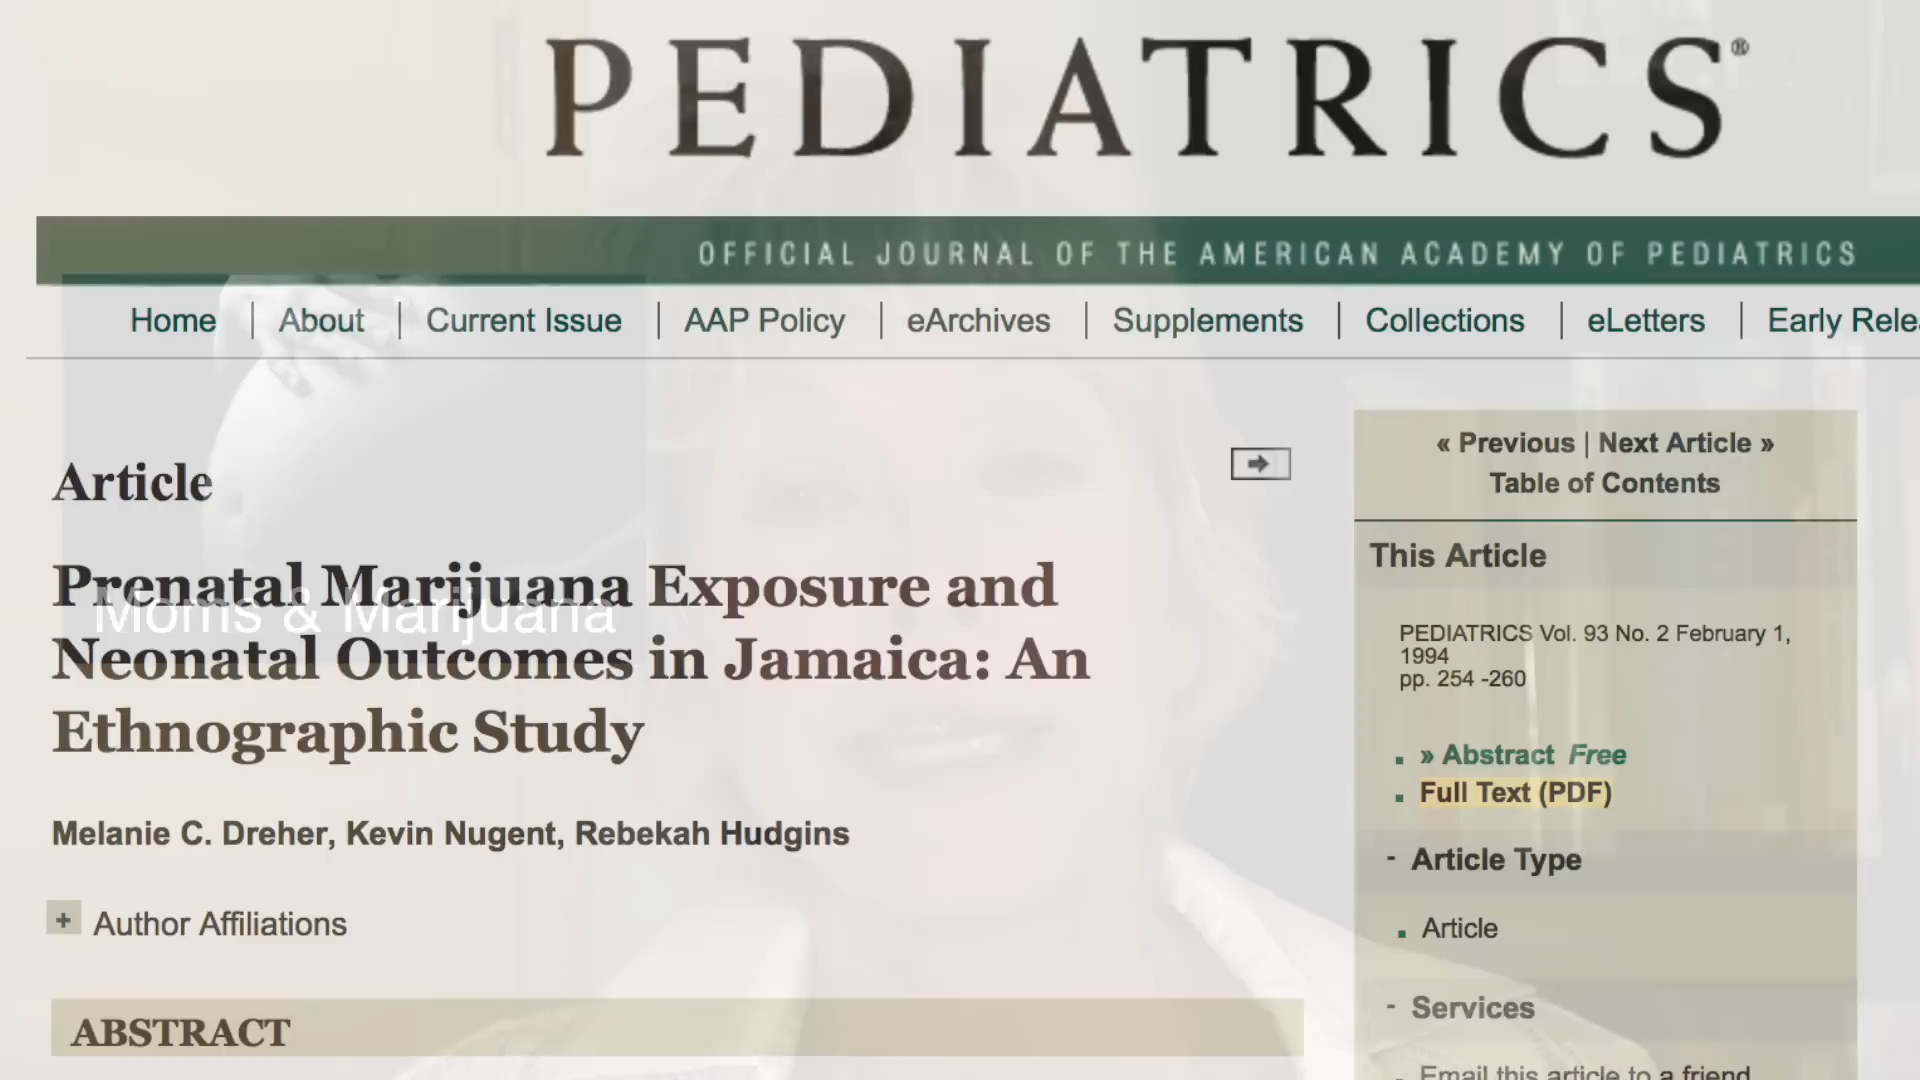 PEDIATRICS®
OFFICIAL JOURNAL OF THE AMERICAN ACADEMY OF PEDIATRICS
Home | About | Current Issue | AAP Policy | eArchives | Supplements | Collections | eLetters | Early Rele
Article
Prenatal Marijuana Exposure and
Neonatal Outcomes in Jamaica: An
Ethnographic Study
Moms & Marijuana
Melanie C. Dreher, Kevin Nugent, Rebekah Hudgins
+ Author Affiliations
ABSTRACT
« Previous | Next Article »
Table of Contents
This Article
PEDIATRICS Vol. 93 No. 2 February 1,
1994
pp. 254 -260
» Abstract Free
Full Text (PDF)
- Article Type
Article
- Services
Email this article to a friend